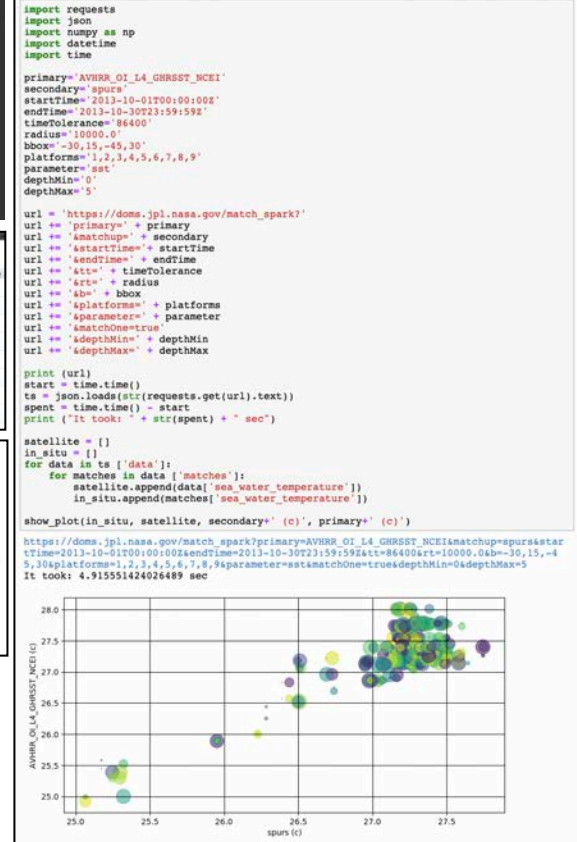 import requests
import json
import numpy as np
import datetime
import time
primary='AVHRR_OI_L4_GHRSST_NCEI'
secondary='spurs'
startTime='2013-10-01T00:00:00Z'
endTime='2013-10-30T23:59:59Z'
timeTolerance='86400'
radius='10000.0'
bbox='-30,15,-45,30'
platforms='1,2,3,4,5,6,7,8,9'
parameter='sst'
depthMin='0'
depthMax='5'
url = 'https://doms.jpl.nasa.gov/match_spark?'
url += 'primary=' + primary
url += '&matchup=' + secondary
url += '&startTime='+ startTime
url += '&endTime=' + endTime
url += '&tt=' + timeTolerance
url += '&rt=' + radius
url += '&b=' + bbox
url += '&platforms=' + platforms
url += '&parameter=' + parameter
url += '&matchOne=true'
url += '&depthMin=' + depthMin
url += '&depthMax=' + depthMax
print (url)
start = time.time()
ts = json.loads(str(requests.get(url).text))
spent = time.time() - start
print ("It took: " + str(spent) + " sec")
satellite = []
in_situ = []
for data in ts ['data']:
for matches in data ['matches']:
satellite.append(data['sea_water_temperature'])
in_situ.append(matches['sea_water_temperature'])
show_plot(in_situ, satellite, secondary+' (c)', primary+' (c)')
https://doms.jpl.nasa.gov/match_spark?primary=AVHRR_OI_L4_GHRSST_NCEI&matchup=spurs&star
tTime=2013-10-01T00:00:00Z&endTime=2013-10-30T23:59:59Z&tt=86400&rt=10000.0&b=-30,15,-4
5,30&platforms=1,2,3,4,5,6,7,8,9&parameter=sst&matchOne=true&depthMin=0&depthMax=5
It took: 4.915551424026489 sec
28.0
27.5
27.0
26.5
26.0
25.5
25.0
AVHRR_OI_L4_GHRSST_NCEI (c)
25.0 25.5 26.0 26.5 27.0 27.5
spurs (c)